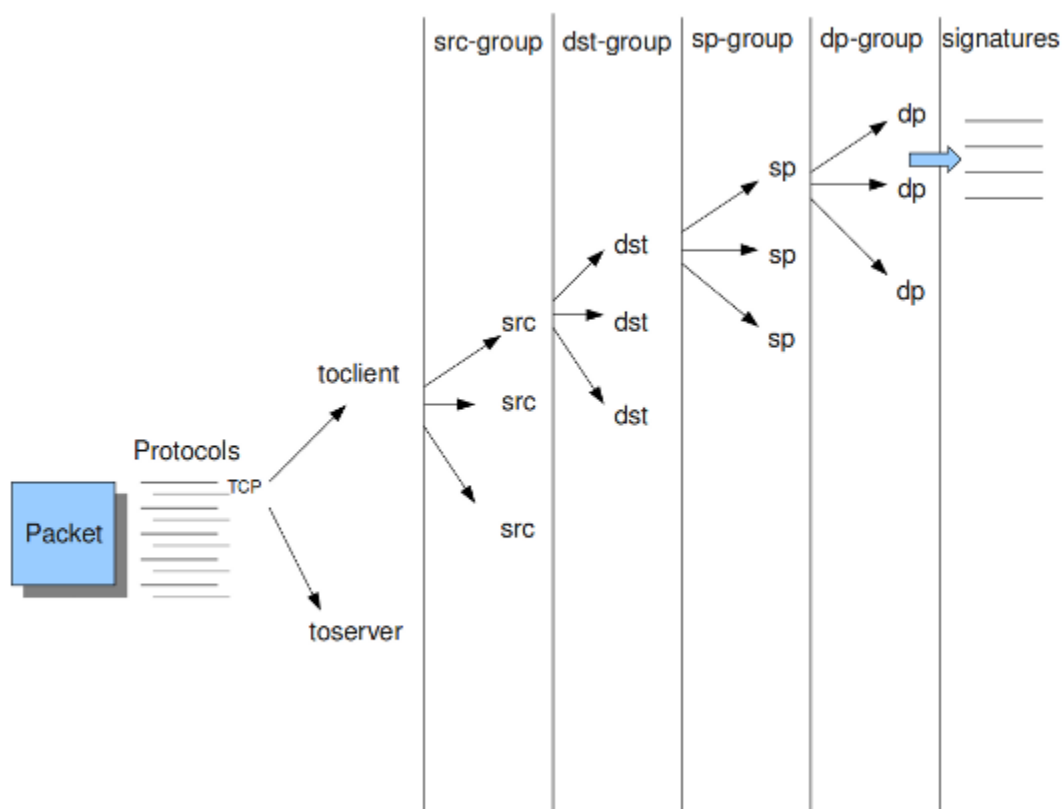 src-group
dst-group
sp-group
dp-group
signatures
dp
dp
dp
sp
sp
sp
dst
dst
dst
src
src
src
toclient
Protocols
TCP
Packet
toserver